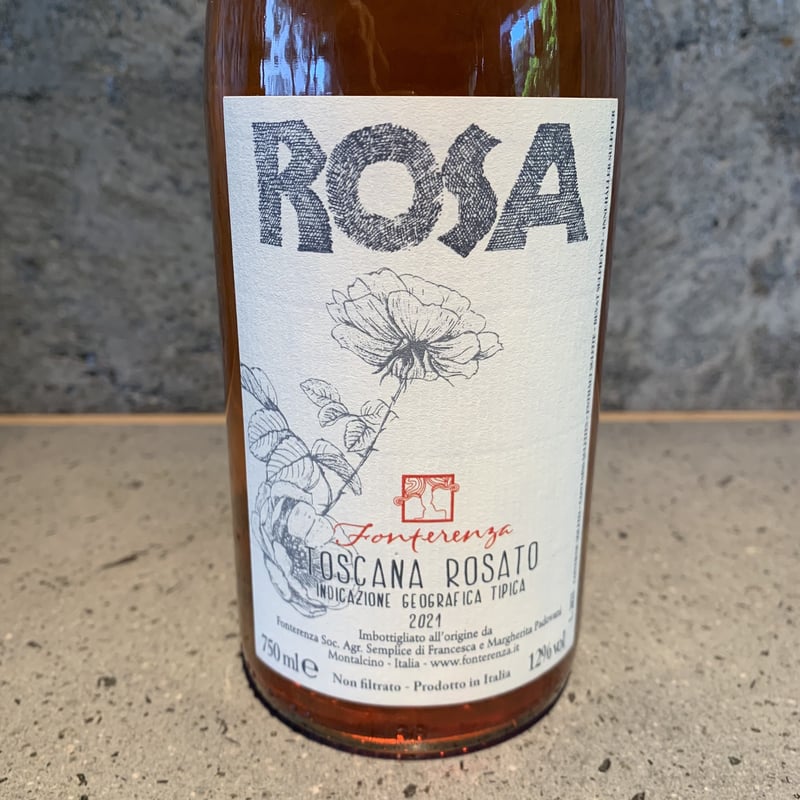 ROSA
Fonterenza
TOSCANA ROSATO
INDICAZIONE GEOGRAFICA TIPICA
2021
Imbottigliato all'origine da
Fonterenza Soc. Agr. Semplice di Francesca e Margherita Padovani
Montalcino - Italia - www.fonterenza.it
750 ml e
12% vol
Non filtrato - Prodotto in Italia